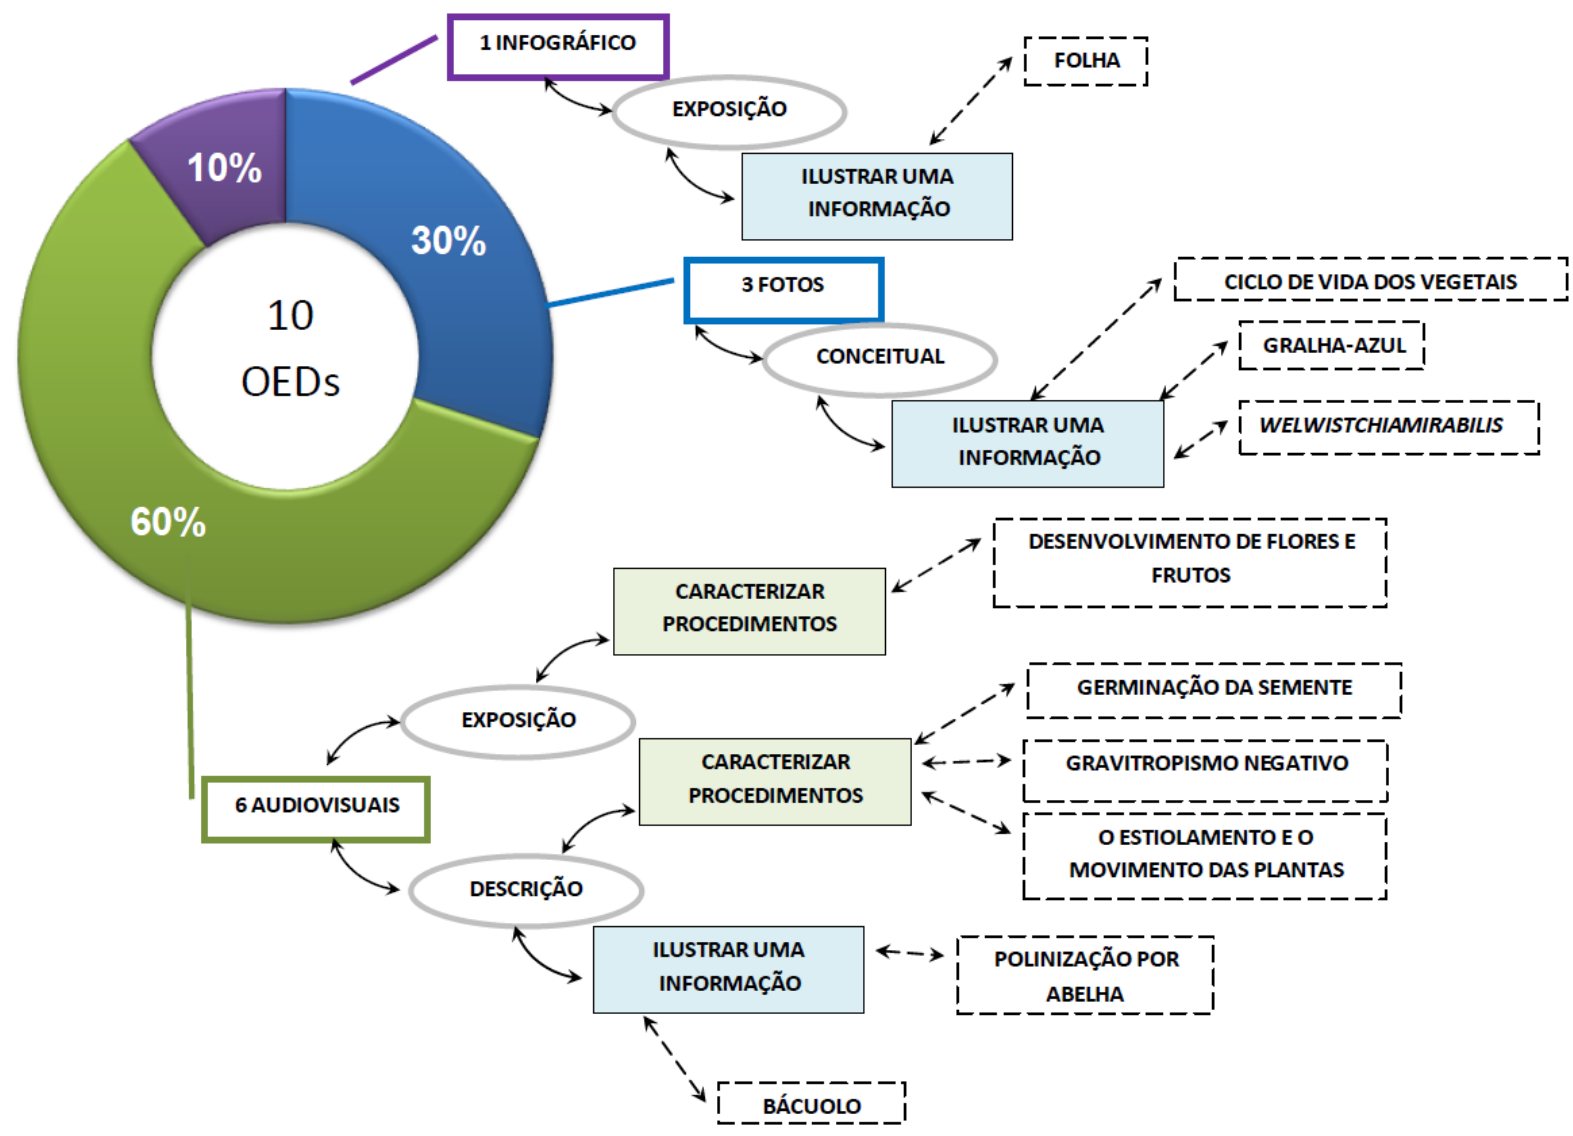 1 INFOGRÁFICO
FOLHA
EXPOSIÇÃO
ILUSTRAR UMA
INFORMAÇÃO
10%
30%
10
OEDs
60%
3 FOTOS
CICLO DE VIDA DOS VEGETAIS
GRALHA-AZUL
CONCEITUAL
ILUSTRAR UMA
INFORMAÇÃO
WELWISTCHIAMIRABILIS
DESENVOLVIMENTO DE FLORES E
FRUTOS
CARACTERIZAR
PROCEDIMENTOS
EXPOSIÇÃO
GERMINAÇÃO DA SEMENTE
CARACTERIZAR
PROCEDIMENTOS
GRAVITROPISMO NEGATIVO
6 AUDIOVISUAIS
O ESTIOLAMENTO E O
MOVIMENTO DAS PLANTAS
DESCRIÇÃO
ILUSTRAR UMA
INFORMAÇÃO
POLINIZAÇÃO POR
ABELHA
BÁCUOLO